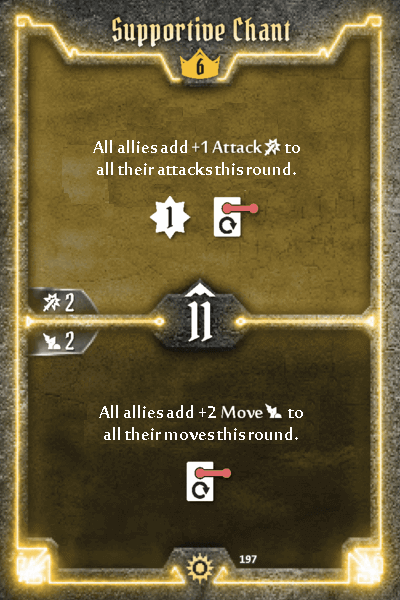 Supportive Chant
6
All allies add +1 Attack to
all their attacks this round.
1
2
11
2
All allies add +2 Move to
all their moves this round.
197